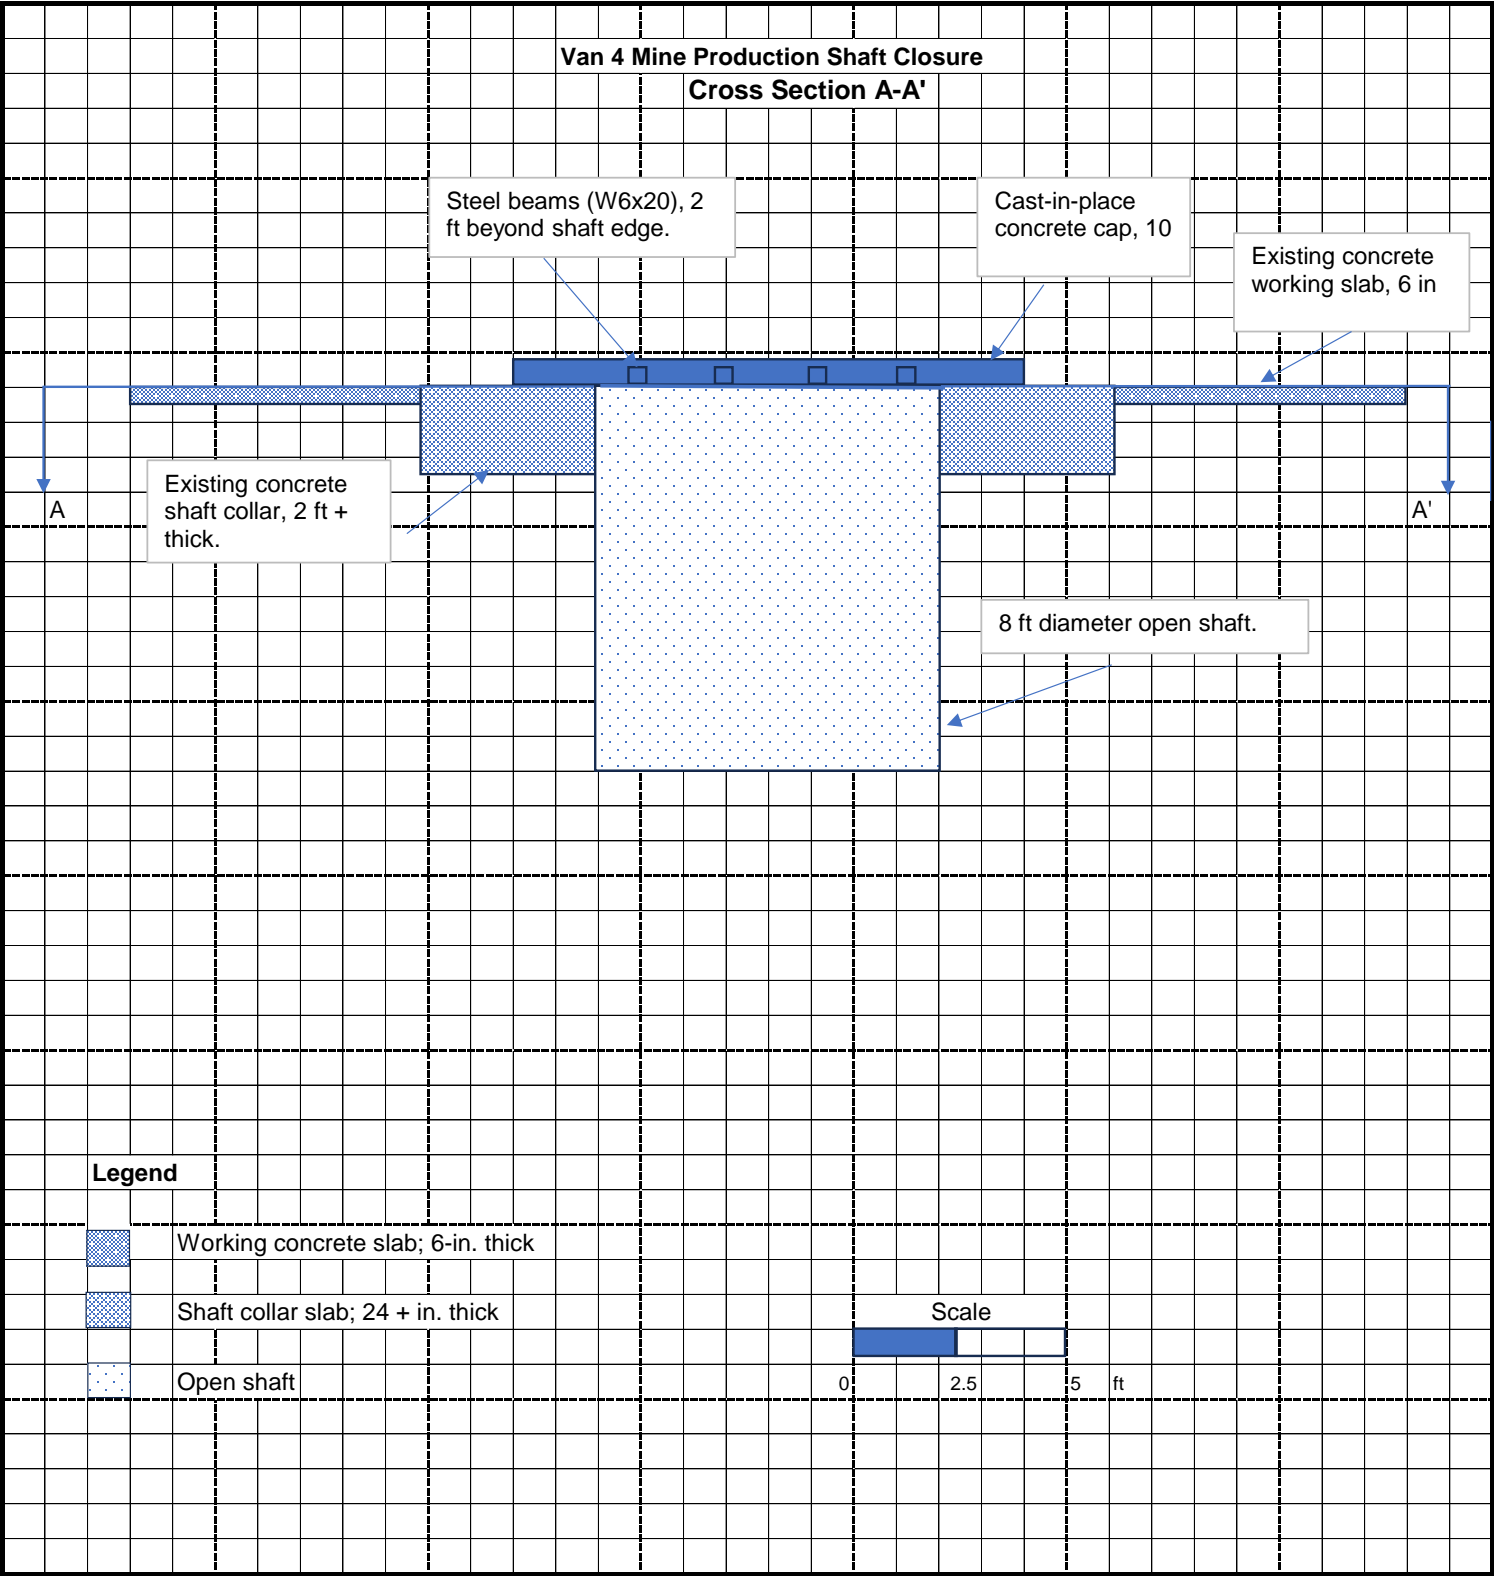 Van 4 Mine Production Shaft Closure
Cross Section A-A'
Steel beams (W6x20), 2
ft beyond shaft edge.
Cast-in-place
concrete cap, 10
Existing concrete
working slab, 6 in
Existing concrete
shaft collar, 2 ft +
thick.
A
A'
8 ft diameter open shaft.
Legend
Working concrete slab; 6-in. thick
Shaft collar slab; 24 + in. thick
Open shaft
Scale
0 2.5 5 ft